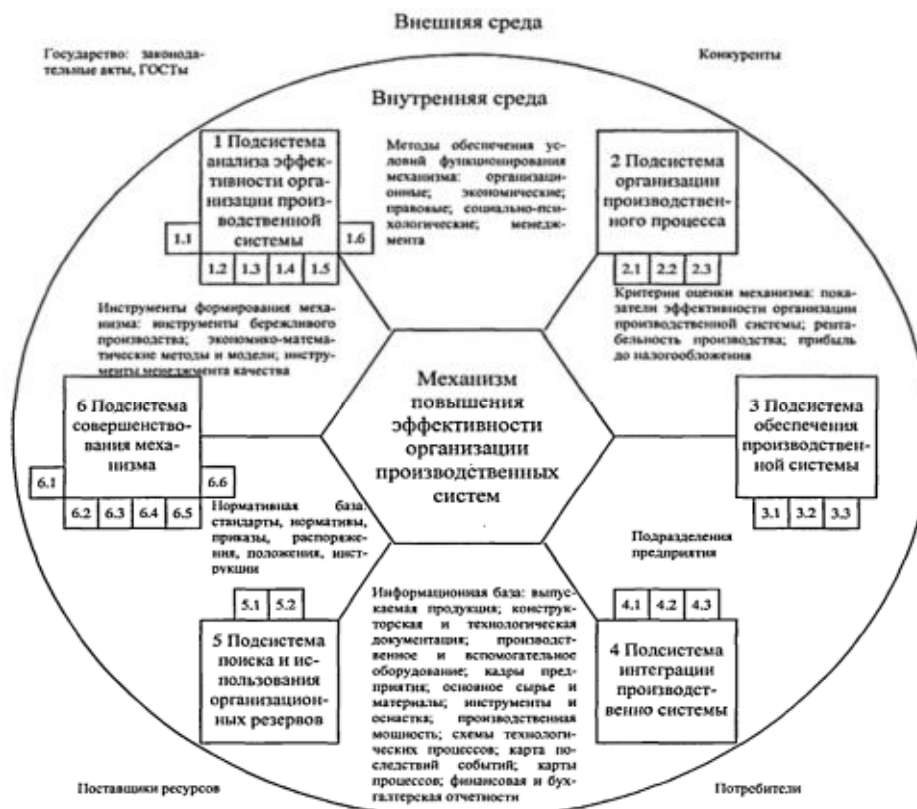 Внешняя среда
Государство: законода-
тельные акты, ГОСТы
Конкуренты
Внутренняя среда
1 Подсистема
анализа эффек-
тивности орга-
низации произ-
водственной
системы
1.1
1.6
1.2 1.3 1.4 1.5
Методы обеспечения ус-
ловий функционирования
механизма: организаци-
онные; экономические;
правовые; социально-пси-
хологические; менедж-
мента
2 Подсистема
организации
производствен-
ного процесса
2.1 2.2 2.3
Инструменты формирования меха-
низма: инструменты бережливого
производства; экономико-матема-
тические методы и модели; инстру-
менты менеджмента качества
Критерии оценки механизма: пока-
затели эффективности организации
производственной системы; рента-
бельность производства; прибыль
до налогообложения
Механизм
повышения
эффективности
организации
производственных
систем
6 Подсистема
совершенство-
вания меха-
низма
6.1
6.6
6.2 6.3 6.4 6.5
3 Подсистема
обеспечения
производствен-
ной системы
3.1 3.2 3.3
Нормативная база:
стандарты, нормативы,
приказы, распоряже-
ния, положения, инст-
рукции
Подразделения
предприятия
5.1 5.2
5 Подсистема
поиска и ис-
пользования
организацион-
ных резервов
Информационная база: выпус-
каемая продукция; конструк-
торская и технологическая
документация; производст-
венное и вспомогательное
оборудование; кадры пред-
приятия; основное сырье и
материалы; инструменты и
оснастка; производственная
мощность; схемы технологи-
ческих процессов; карта по-
следствий событий; карты
процессов; финансовая и бух-
галтерская отчетности
4.1 4.2 4.3
4 Подсистема
интеграции
производст-
венно системы
Поставщики ресурсов
Потребители